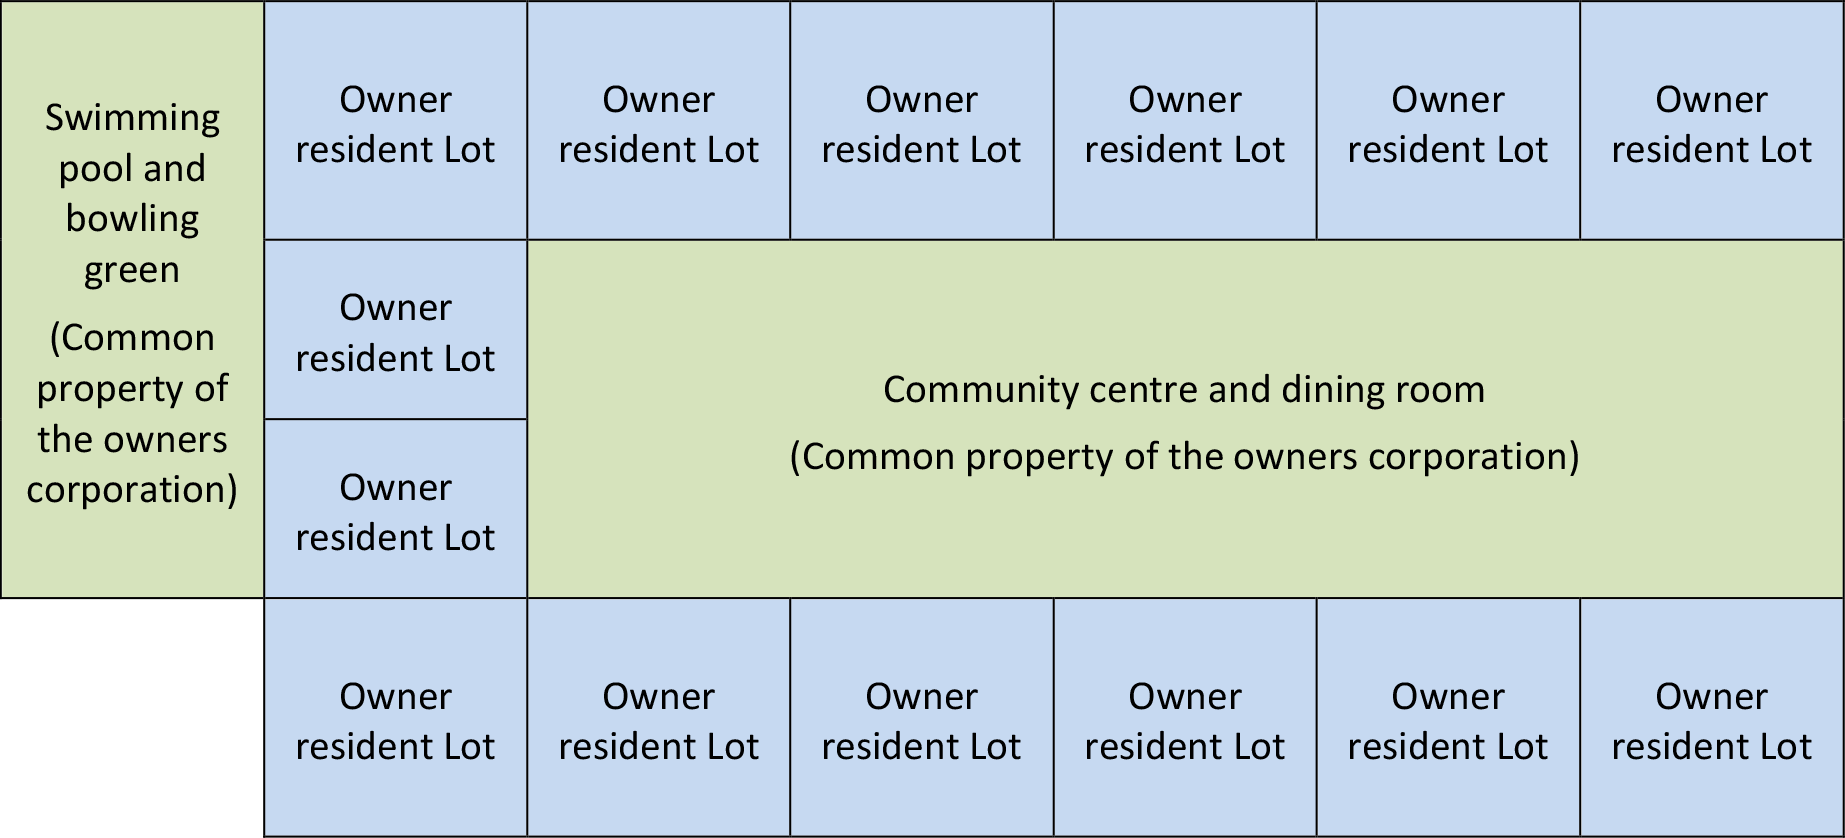 Swimming
pool and
bowling
green
(Common
property of
the owners
corporation)
Owner
resident Lot
Owner
resident Lot
Owner
resident Lot
Owner
resident Lot
Owner
resident Lot
Owner
resident Lot
Owner
resident Lot
Owner
resident Lot
Community centre and dining room
(Common property of the owners corporation)
Owner
resident Lot
Owner
resident Lot
Owner
resident Lot
Owner
resident Lot
Owner
resident Lot
Owner
resident Lot